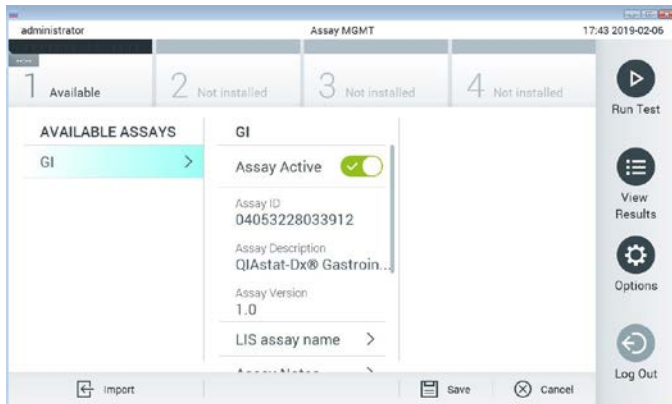 administrator Assay MGMT 17:43 2019-02-06
1 Available 2 Not installed 3 Not installed 4 Not installed
Run Test
AVAILABLE ASSAYS GI
GI > Assay Active
View Results
Assay ID
04053228033912
Assay Description
QIAstat-Dx® Gastroin...
Options
Assay Version
1.0
LIS assay name >
Log Out
Import Save Cancel